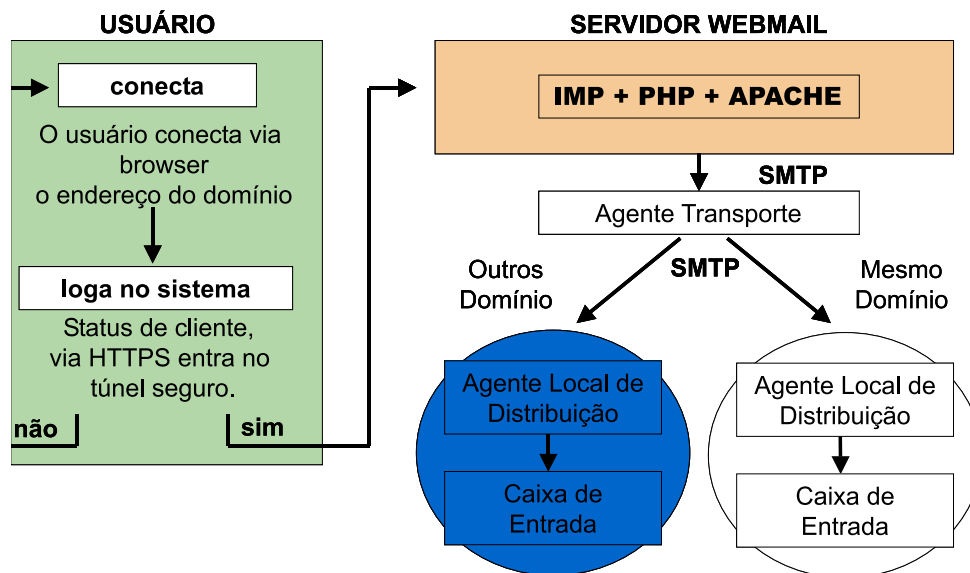 USUÁRIO
conecta
O usuário conecta via
browser
o endereço do domínio
loga no sistema
Status de cliente,
via HTTPS entra no
túnel seguro.
não
sim
SERVIDOR WEBMAIL
IMP + PHP + APACHE
SMTP
Agente Transporte
SMTP
Outros
Domínio
Mesmo
Domínio
Agente Local de
Distribuição
Caixa de
Entrada
Agente Local de
Distribuição
Caixa de
Entrada